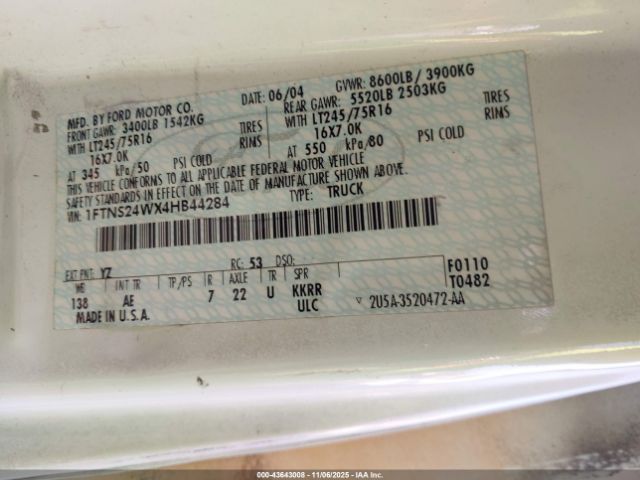 MFD. BY FORD MOTOR CO.
DATE: 06/04
GVWR: 8600LB / 3900KG
FRONT GAWR: 3400LB 1542KG
REAR GAWR: 5520LB 2503KG
WITH LT245/75R16 TIRES
WITH LT245/75R16 TIRES
16X7.0K RIMS
16X7.0K RIMS
AT 345 kPa/50 PSI COLD
AT 550 kPa/80 PSI COLD
THIS VEHICLE CONFORMS TO ALL APPLICABLE FEDERAL MOTOR VEHICLE
SAFETY STANDARDS IN EFFECT ON THE DATE OF MANUFACTURE SHOWN ABOVE.
VIN: 1FTNS24WX4HB44284
TYPE: TRUCK
EXT PNT: YZ
RC: 53 DSO:
F0110
WB INT TR TP/PS R AXLE TR SPR
T0482
138 AE 7 22 U KKRR
ULC
2U5A-3520472-AA
MADE IN U.S.A.
000-43643008 - 11/06/2025 - IAA Inc.